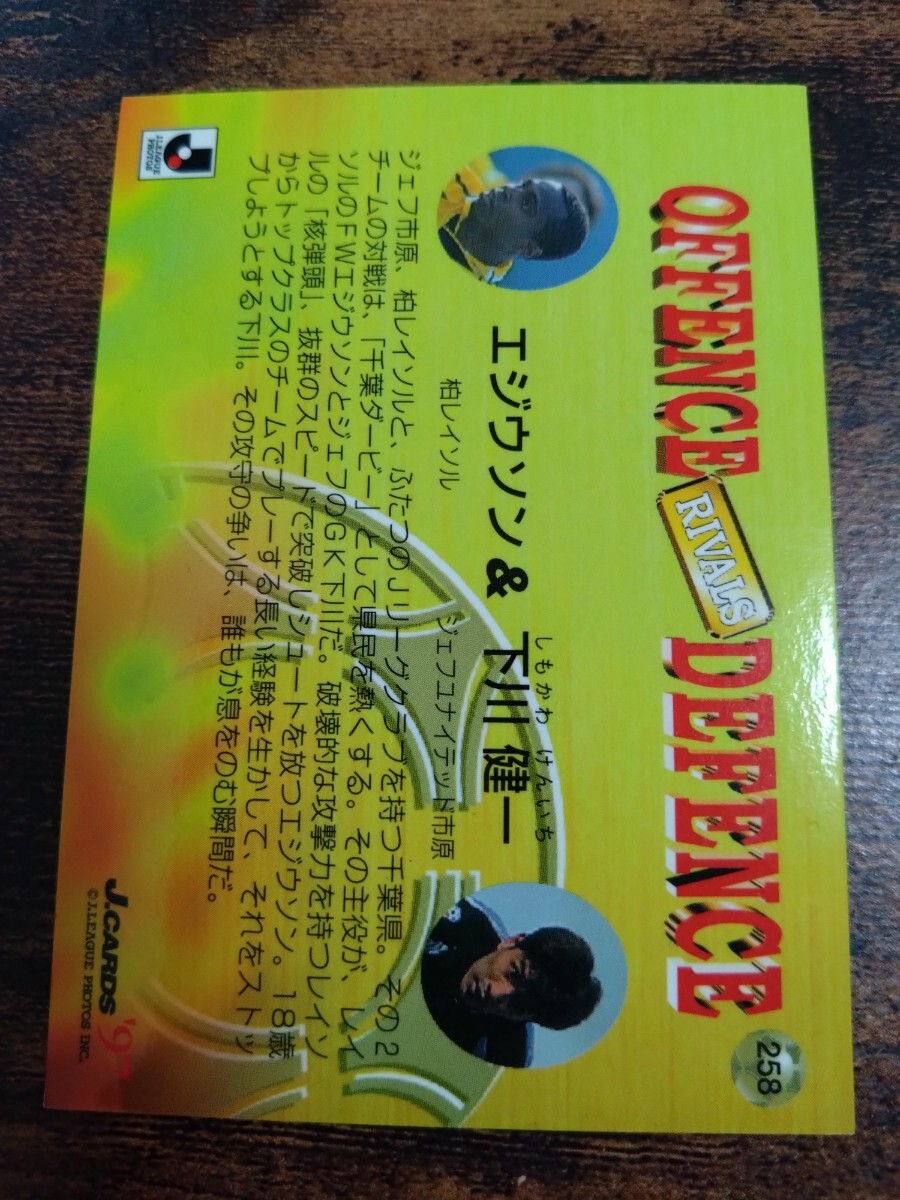 258
OFFENCE RIVALS DEFENCE
エジウソン & 下川 健一
しもかわ けんいち
柏レイソル
ジェフユナイテッド市原
ジェフ市原、柏レイソルと、ふたつのJリーグクラブを持つ千葉県。その2
チームの対戦は、「千葉ダービー」として県民を熱くする。その主役が、レイ
ソルのFWエジウソンとジェフのGK下川だ。破壊的な攻撃力を持つレイソ
ルの「核弾頭」、抜群のスピードで突破しシュートを放つエジウソン。18歳
からトップクラスのチームでプレーする長い経験を生かして、それをストッ
プしようとする下川。その攻守の争いは、誰もが息をのむ瞬間だ。
J.LEAGUE
PHOTOS
J.CARDS
©J.LEAGUE PHOTOS INC.